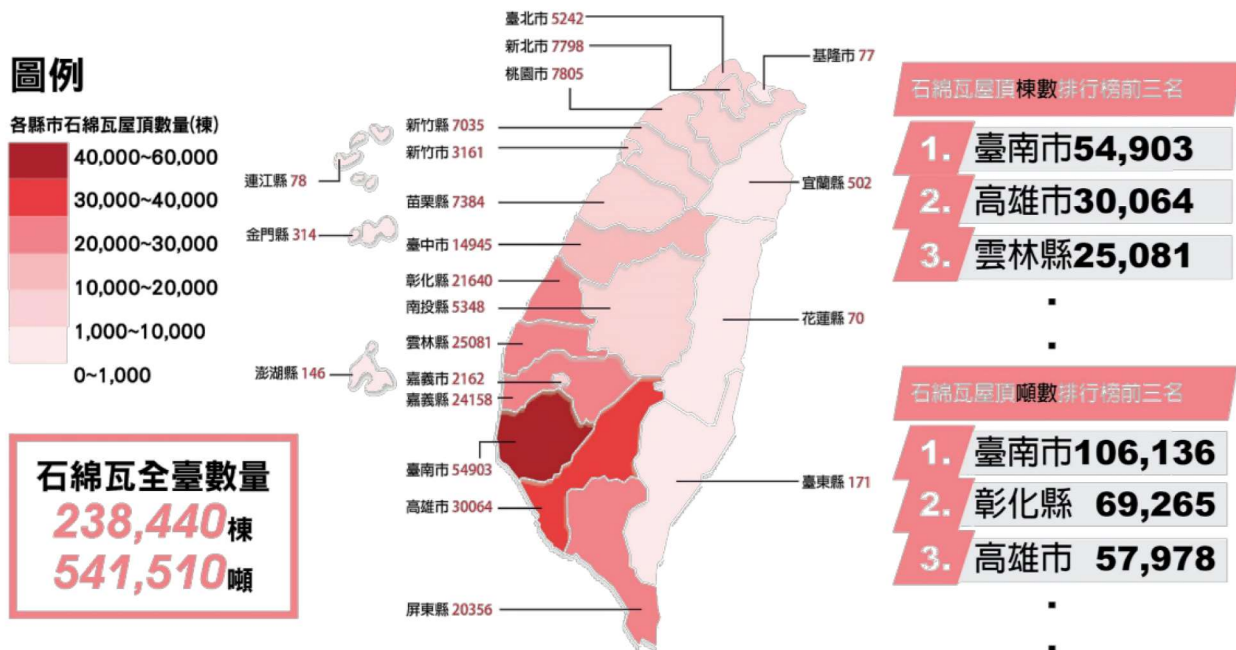 圖例
各縣市石綿瓦屋頂數量(棟)
40,000~60,000
30,000~40,000
20,000~30,000
10,000~20,000
1,000~10,000
0~1,000
臺北市 5242
新北市 7798
桃園市 7805
基隆市 77
新竹縣 7035
新竹市 3161
連江縣 78
宜蘭縣 502
苗栗縣 7384
金門縣 314
臺中市 14945
彰化縣 21640
南投縣 5348
花蓮縣 70
雲林縣 25081
澎湖縣 146
嘉義市 2162
嘉義縣 24158
臺南市 54903
臺東縣 171
高雄市 30064
屏東縣 20356
石綿瓦全臺數量
238,440棟
541,510噸
石綿瓦屋頂棟數排行榜前三名
1. 臺南市54,903
2. 高雄市30,064
3. 雲林縣25,081
石綿瓦屋頂噸數排行榜前三名
1. 臺南市106,136
2. 彰化縣 69,265
3. 高雄市 57,978